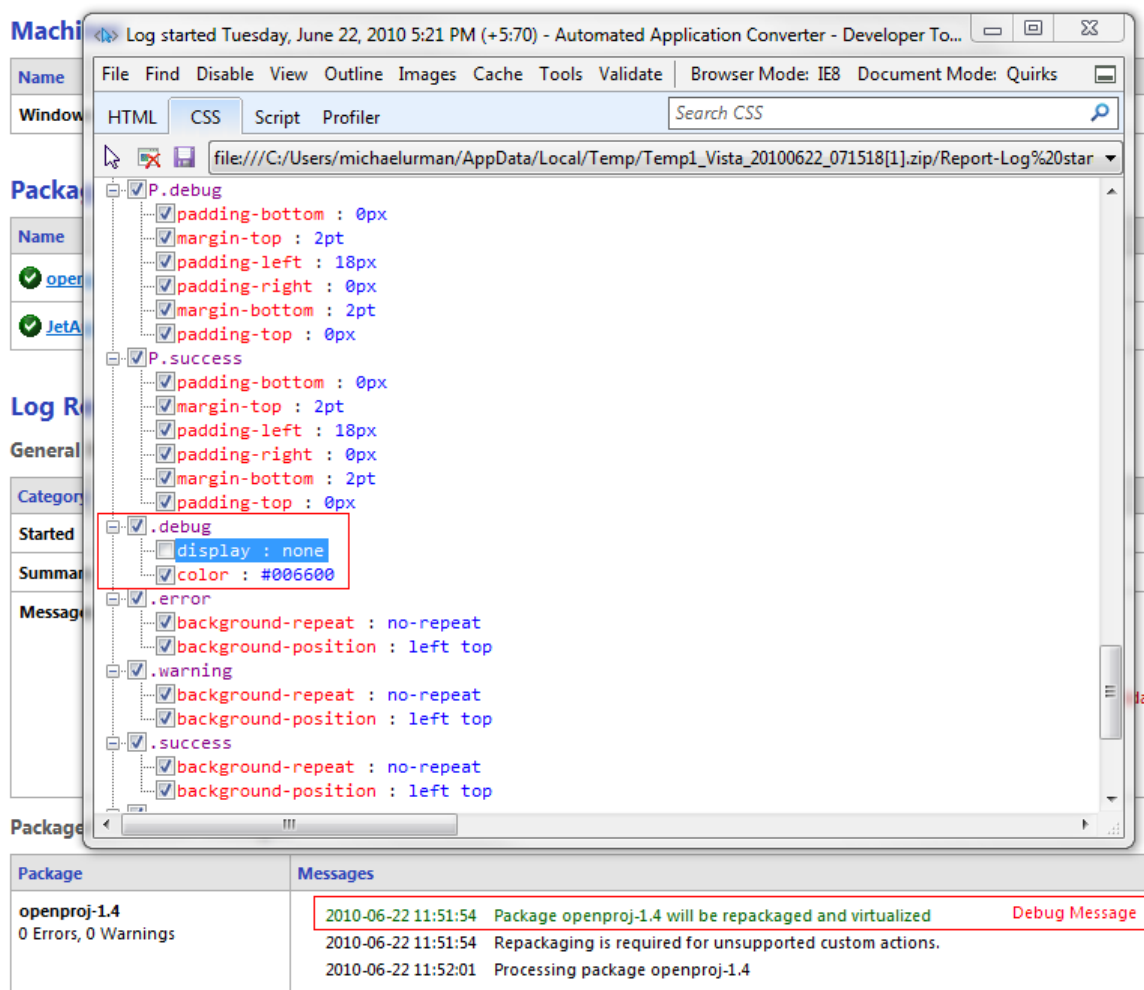 Machi
Log started Tuesday, June 22, 2010 5:21 PM (+5:70) - Automated Application Converter - Developer To...
File Find Disable View Outline Images Cache Tools Validate Browser Mode: IE8 Document Mode: Quirks
Name
HTML CSS Script Profiler Search CSS
Window
file:///C:/Users/michaelurman/AppData/Local/Temp/Temp1_Vista_20100622_071518[1].zip/Report-Log%20star
Packa
P.debug
padding-bottom : 0px
Name
margin-top : 2pt
padding-left : 18px
open
padding-right : 0px
margin-bottom : 2pt
JetA
padding-top : 0px
P.success
padding-bottom : 0px
Log R
margin-top : 2pt
padding-left : 18px
General
padding-right : 0px
margin-bottom : 2pt
Categor
padding-top : 0px
Started
.debug
display : none
Summar
color : #006600
.error
Messag
background-repeat : no-repeat
background-position : left top
.warning
background-repeat : no-repeat
background-position : left top
.success
background-repeat : no-repeat
background-position : left top
Package
Package Messages
openproj-1.4
0 Errors, 0 Warnings
2010-06-22 11:51:54 Package openproj-1.4 will be repackaged and virtualized Debug Message
2010-06-22 11:51:54 Repackaging is required for unsupported custom actions.
2010-06-22 11:52:01 Processing package openproj-1.4